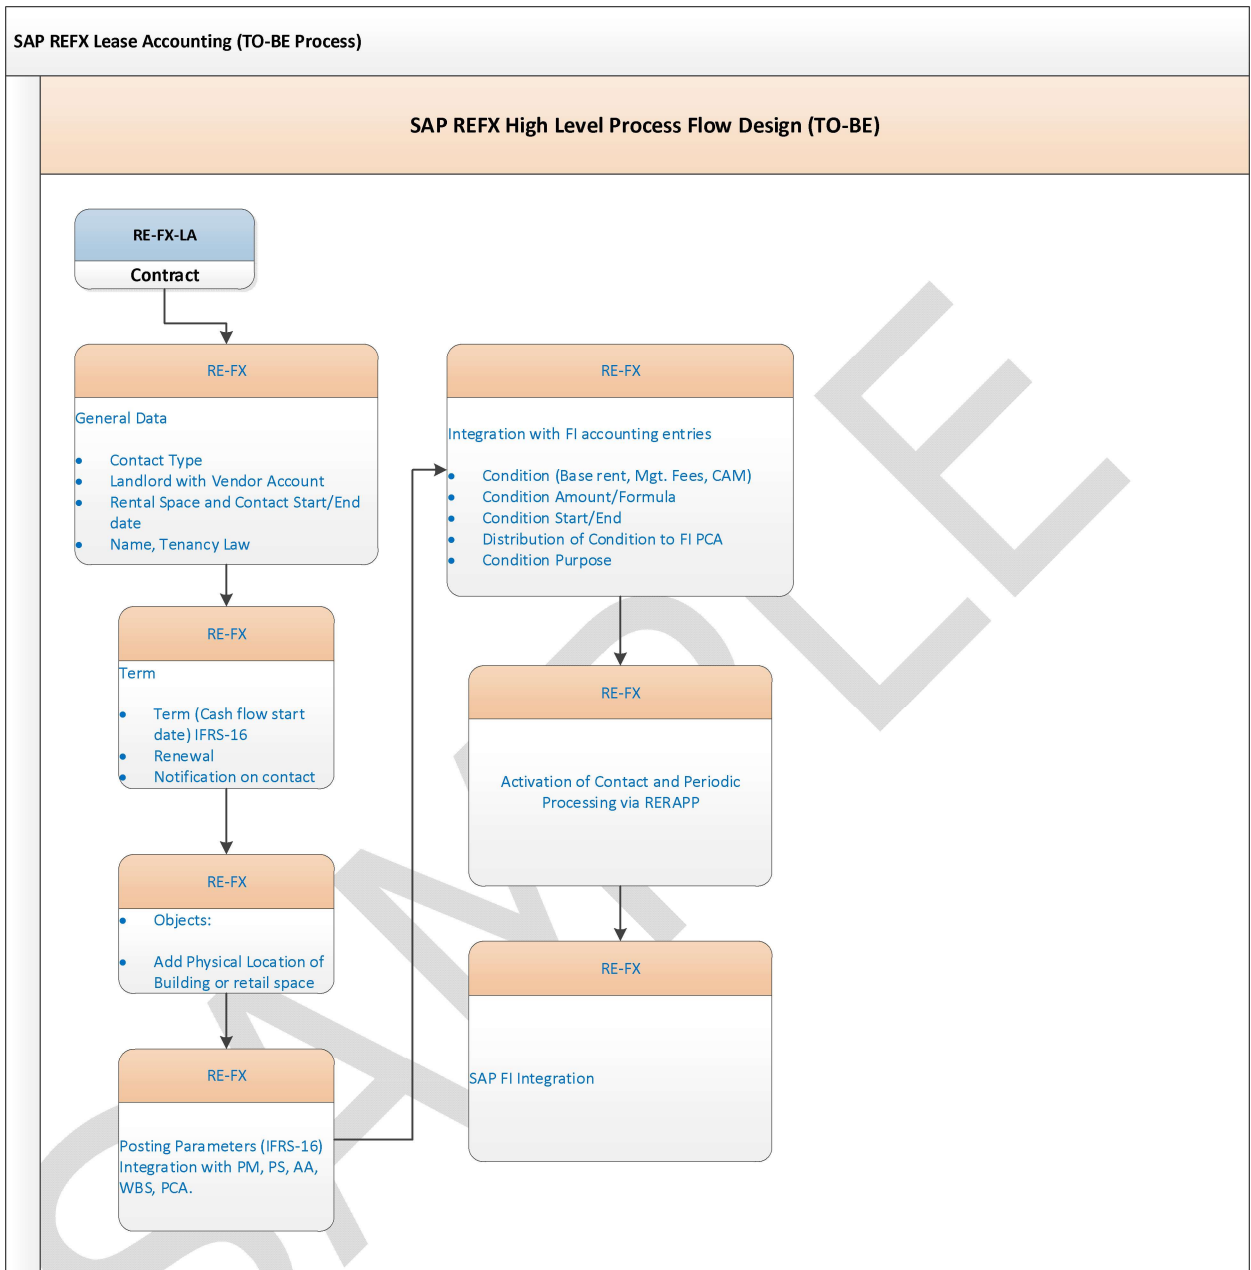 SAP REFX Lease Accounting (TO-BE Process)
SAP REFX High Level Process Flow Design (TO-BE)
RE-FX-LA
Contract
RE-FX
General Data
• Contact Type
• Landlord with Vendor Account
• Rental Space and Contact Start/End
date
• Name, Tenancy Law
RE-FX
Term
• Term (Cash flow start
date) IFRS-16
• Renewal
• Notification on contact
RE-FX
• Objects:
• Add Physical Location of
Building or retail space
RE-FX
Posting Parameters (IFRS-16)
Integration with PM, PS, AA,
WBS, PCA.
RE-FX
Integration with FI accounting entries
• Condition (Base rent, Mgt. Fees, CAM)
• Condition Amount/Formula
• Condition Start/End
• Distribution of Condition to FI PCA
• Condition Purpose
RE-FX
Activation of Contact and Periodic
Processing via RERAPP
RE-FX
SAP FI Integration
SAMPLE